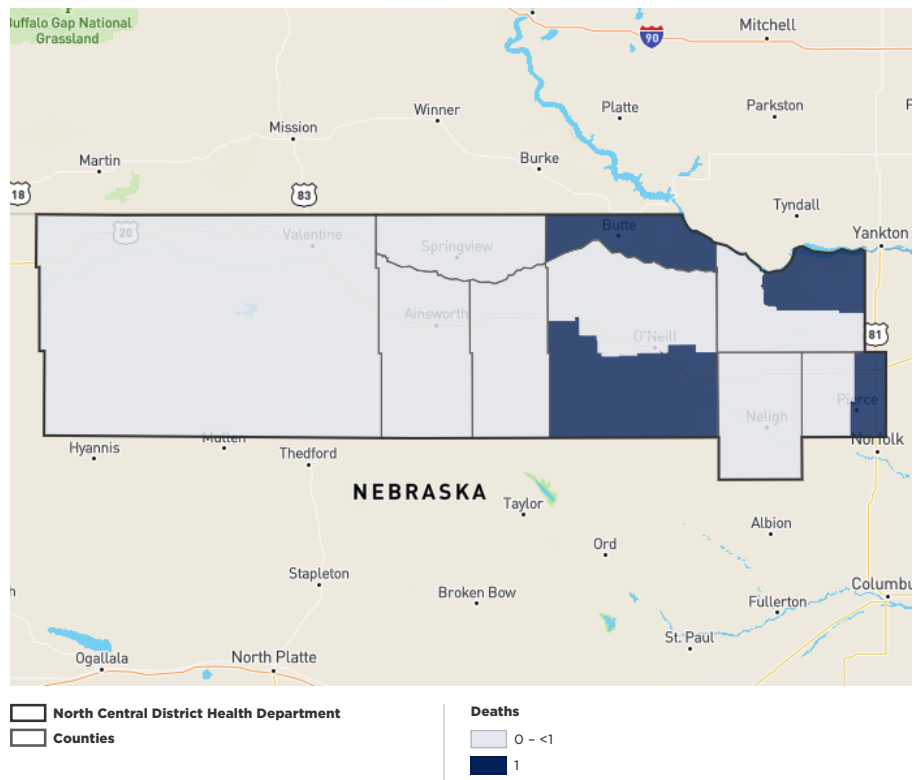 Buffalo Gap National
Grassland
90
Mitchell
Winner
Platte
Parkston
Mission
Burke
Martin
18
83
Tyndall
20
Valentine
Springview
Butte
Yankton
Ainsworth
O'Neill
81
Pierce
Neligh
Hyannis
Mullen
Thedford
Norfolk
NEBRASKA
Taylor
Albion
Ord
Stapleton
Broken Bow
Columbu
Fullerton
St. Paul
Ogallala
North Platte
North Central District Health Department
Counties
Deaths
0 – <1
1